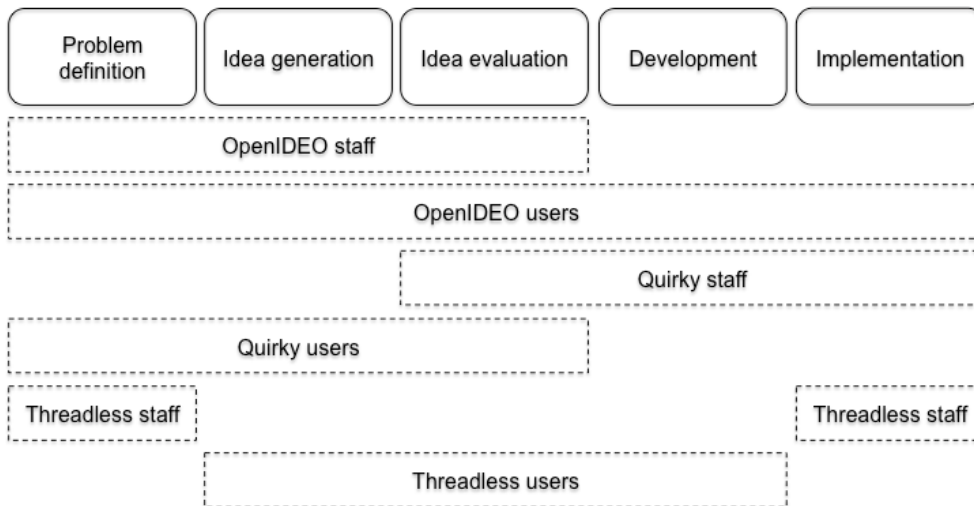 Problem
definition
Idea generation
Idea evaluation
Development
Implementation
OpenIDEO staff
OpenIDEO users
Quirky staff
Quirky users
Threadless staff
Threadless staff
Threadless users